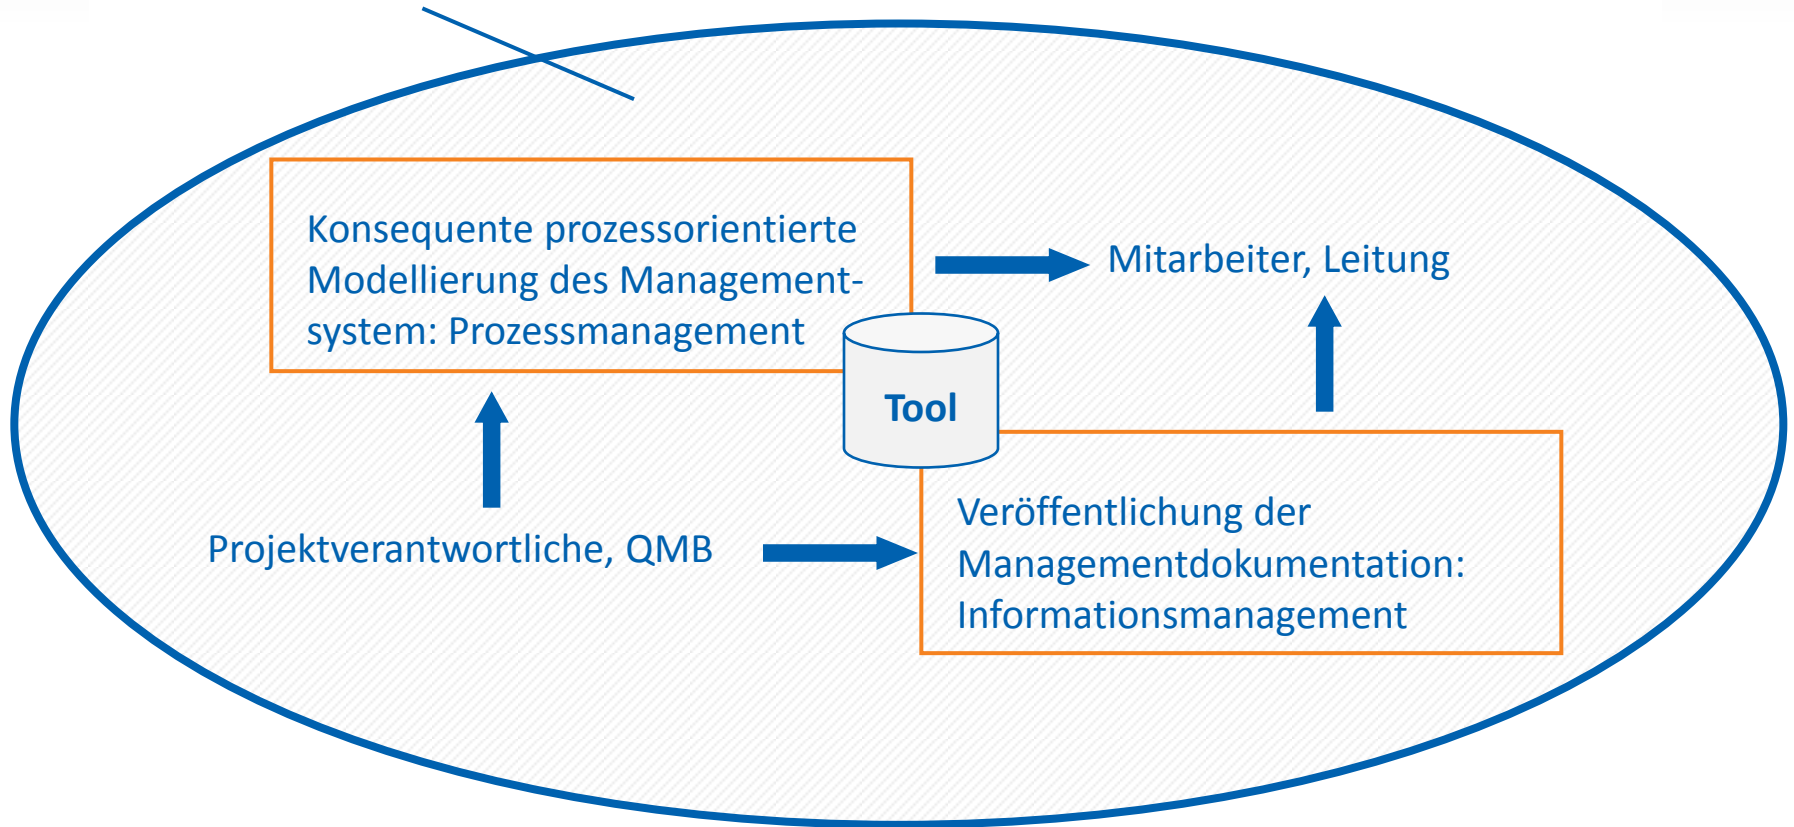 Konsequente prozessorientierte
Modellierung des Management-
system: Prozessmanagement
Mitarbeiter, Leitung
Tool
Projektverantwortliche, QMB
Veröffentlichung der
Managementdokumentation:
Informationsmanagement